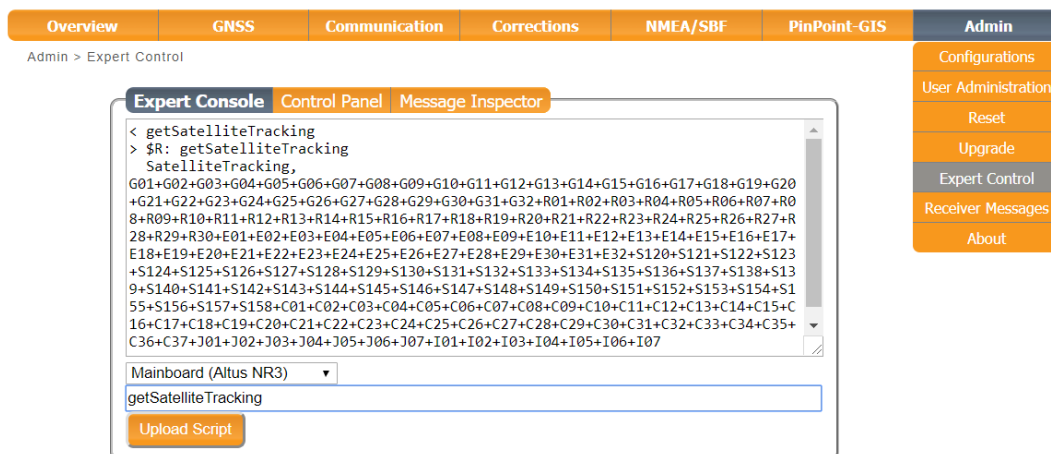 Overview GNSS Communication Corrections NMEA/SBF PinPoint-GIS Admin
Admin > Expert Control
Configurations
User Administration
Reset
Upgrade
Expert Control
Receiver Messages
About
Expert Console Control Panel Message Inspector
< getSatelliteTracking
> $R: getSatelliteTracking
SatelliteTracking,
G01+G02+G03+G04+G05+G06+G07+G08+G09+G10+G11+G12+G13+G14+G15+G16+G17+G18+G19+G20
+G21+G22+G23+G24+G25+G26+G27+G28+G29+G30+G31+G32+R01+R02+R03+R04+R05+R06+R07+R0
8+R09+R10+R11+R12+R13+R14+R15+R16+R17+R18+R19+R20+R21+R22+R23+R24+R25+R26+R27+R
28+R29+R30+E01+E02+E03+E04+E05+E06+E07+E08+E09+E10+E11+E12+E13+E14+E15+E16+E17+
E18+E19+E20+E21+E22+E23+E24+E25+E26+E27+E28+E29+E30+E31+E32+S120+S121+S122+S123
+S124+S125+S126+S127+S128+S129+S130+S131+S132+S133+S134+S135+S136+S137+S138+S13
9+S140+S141+S142+S143+S144+S145+S146+S147+S148+S149+S150+S151+S152+S153+S154+S1
55+S156+S157+S158+C01+C02+C03+C04+C05+C06+C07+C08+C09+C10+C11+C12+C13+C14+C15+C
16+C17+C18+C19+C20+C21+C22+C23+C24+C25+C26+C27+C28+C29+C30+C31+C32+C33+C34+C35+
C36+C37+J01+J02+J03+J04+J05+J06+J07+I01+I02+I03+I04+I05+I06+I07
Mainboard (Altus NR3)
getSatelliteTracking
Upload Script